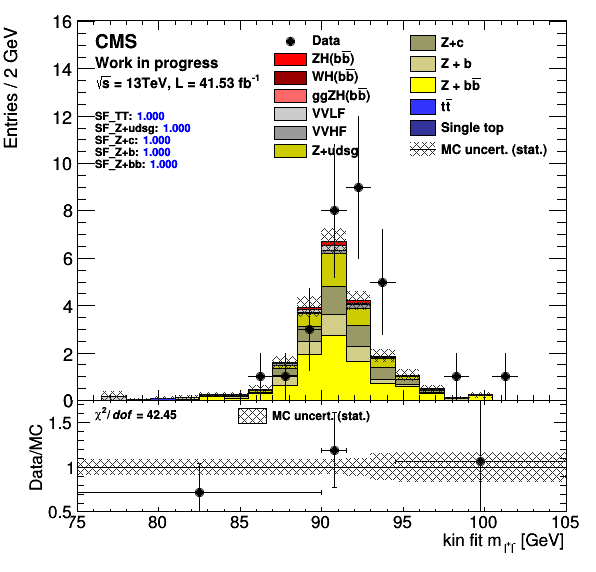 Entries / 2 GeV
16
14
12
10
8
6
4
2
0
CMS
Work in progress
√s = 13TeV, L = 41.53 fb⁻¹
SF_TT: 1.000
SF_Z+udsg: 1.000
SF_Z+c: 1.000
SF_Z+b: 1.000
SF_Z+bb: 1.000
Data
ZH(bb̅)
WH(bb̅)
ggZH(bb̅)
VVLF
VVHF
Z+udsg
Z+c
Z + b
Z + bb̅
tt̅
Single top
MC uncert. (stat.)
χ²/dof = 42.45
MC uncert.(stat.)
Data/MC
1.5
1
0.5
75 80 85 90 95 100 105
kin fit m_l⁺l⁻ [GeV]